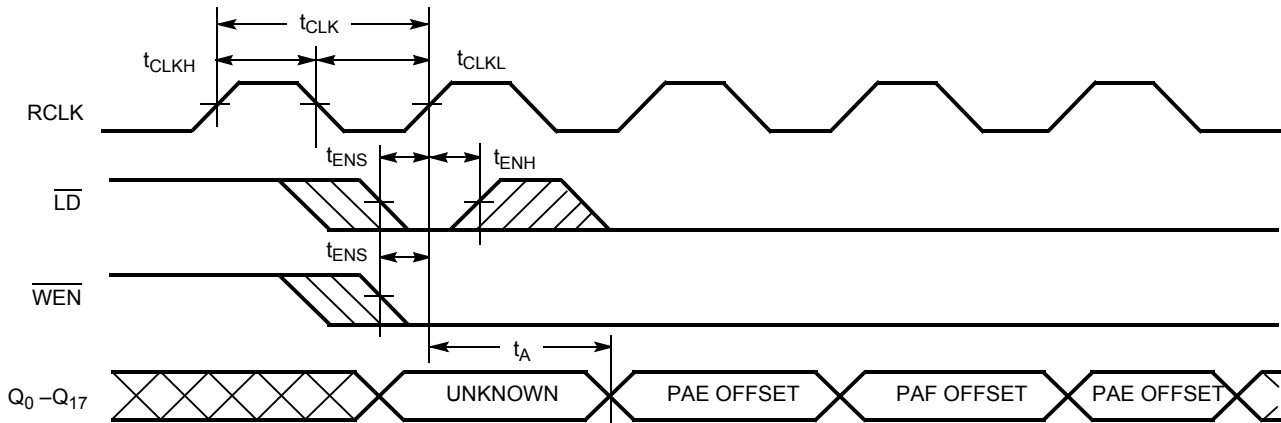 tCLK
tCLKH
tCLKL
RCLK
tENS
tENH
LD
tENS
WEN
tA
Q0 –Q17
UNKNOWN
PAE OFFSET
PAF OFFSET
PAE OFFSET